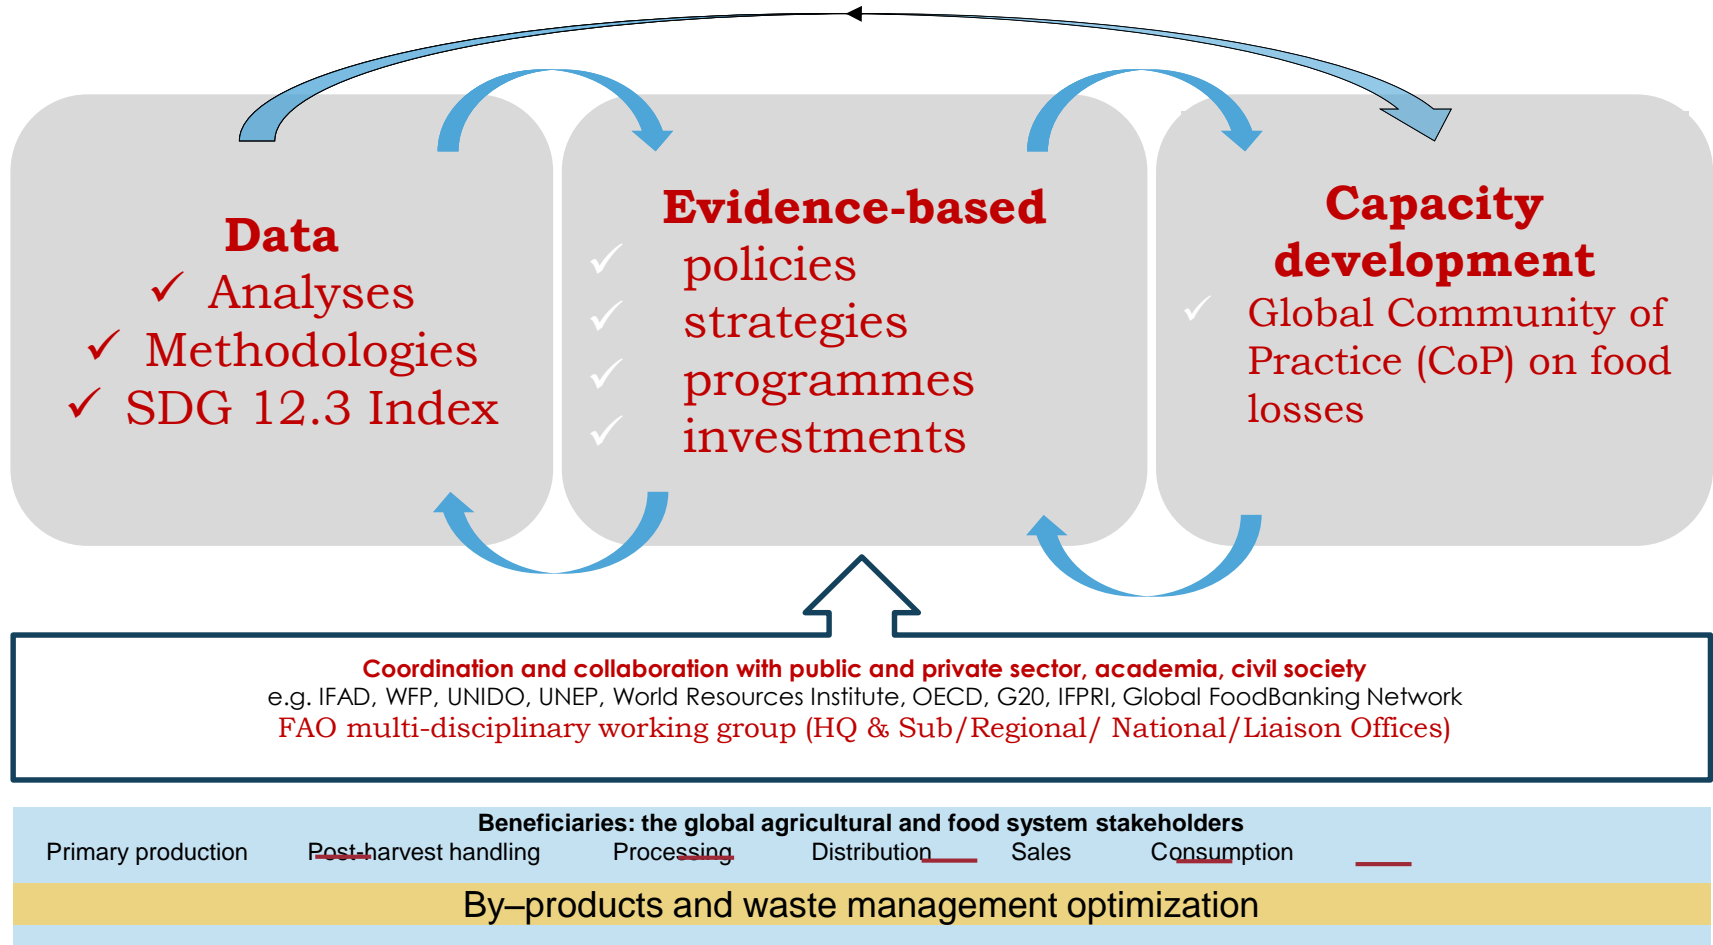 Data
✓ Analyses
✓ Methodologies
✓ SDG 12.3 Index
Evidence-based
✓ policies
✓ strategies
✓ programmes
✓ investments
Capacity
development
✓ Global Community of
Practice (CoP) on food
losses
Coordination and collaboration with public and private sector, academia, civil society
e.g. IFAD, WFP, UNIDO, UNEP, World Resources Institute, OECD, G20, IFPRI, Global FoodBanking Network
FAO multi-disciplinary working group (HQ & Sub/Regional/ National/Liaison Offices)
Beneficiaries: the global agricultural and food system stakeholders
Primary production Post-harvest handling Processing Distribution Sales Consumption
By–products and waste management optimization